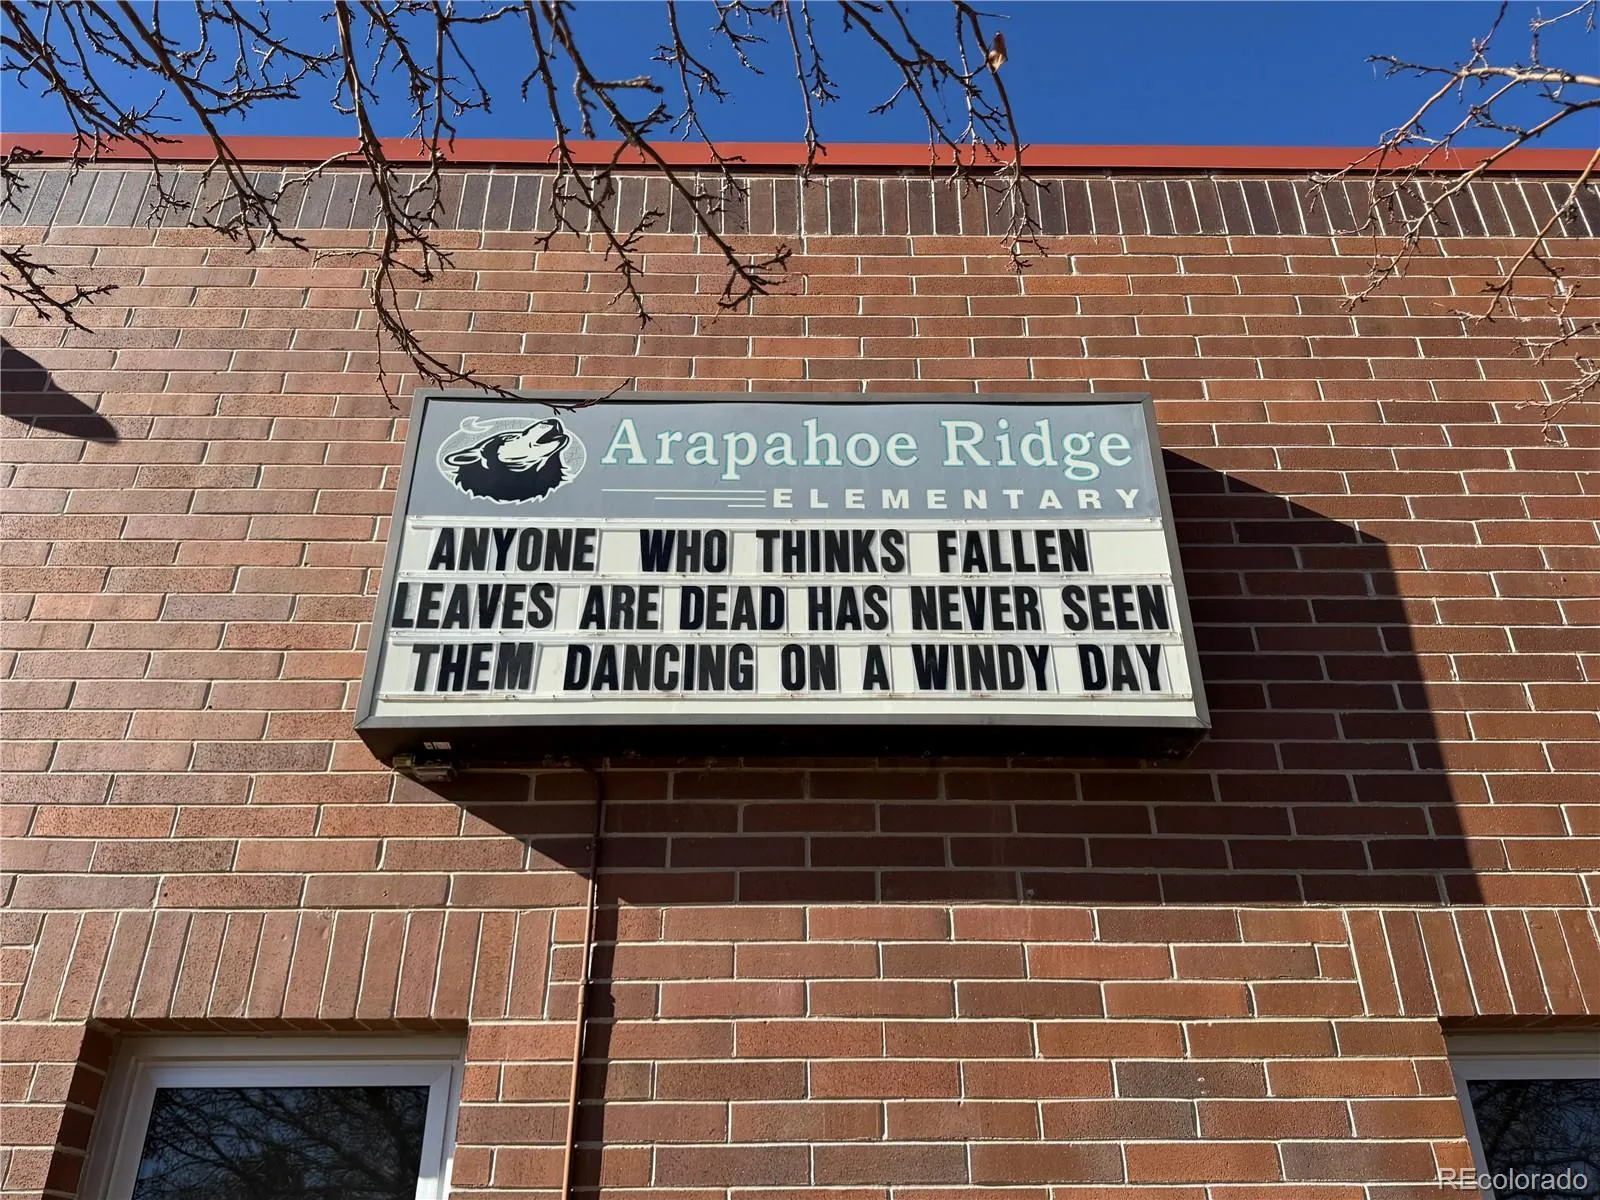 Arapahoe Ridge
ELEMENTARY
ANYONE WHO THINKS FALLEN
LEAVES ARE DEAD HAS NEVER SEEN
THEM DANCING ON A WINDY DAY
REcolorado